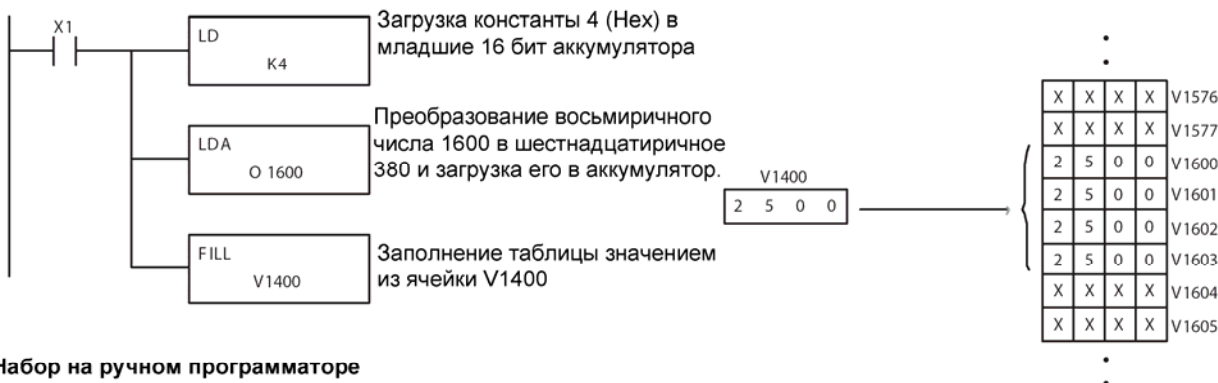 X1
LD
K4
Загрузка константы 4 (Hex) в
младшие 16 бит аккумулятора
LDA
O 1600
Преобразование восьмиричного
числа 1600 в шестнадцатиричное
380 и загрузка его в аккумулятор.
FILL
V1400
Заполнение таблицы значением
из ячейки V1400
V1400
2 5 0 0
X X X X V1576
X X X X V1577
2 5 0 0 V1600
2 5 0 0 V1601
2 5 0 0 V1602
2 5 0 0 V1603
X X X X V1604
X X X X V1605
Набор на ручном программаторе